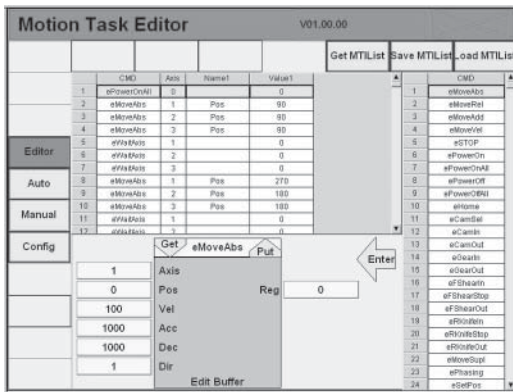 Motion Task Editor V01.00.00
Get MTIList Save MTIList Load MTIList
CMD Axis Name1 Value1
1 ePowerOnAll 0 0
2 eMoveAbs 1 Pos 90
3 eMoveAbs 2 Pos 90
4 eMoveAbs 3 Pos 90
5 eWaitAxis 1 0
6 eWaitAxis 2 0
7 eWaitAxis 3 0
8 eMoveAbs 1 Pos 270
9 eMoveAbs 2 Pos 180
10 eMoveAbs 3 Pos 180
11 eWaitAxis 1 0
12 eWaitAxis 2 0
CMD
1 eMoveAbs
2 eMoveRel
3 eMoveAdd
4 eMoveVel
5 eSTOP
6 ePowerOn
7 ePowerOnAll
8 ePowerOff
9 ePowerOffAll
10 eHome
11 eCamSel
12 eCamIn
13 eCamOut
14 eGearIn
15 eGearOut
16 eFShearIn
17 eFShearStop
18 eFShearOut
19 eRKnifeIn
20 eRKnifeStop
21 eRKnifeOut
22 eMoveSupI
23 ePhasing
24 eSetPos
Editor
Auto
Manual
Config
Get eMoveAbs Put
Enter
1 Axis
0 Pos Reg 0
100 Vel
1000 Acc
1000 Dec
1 Dir
Edit Buffer